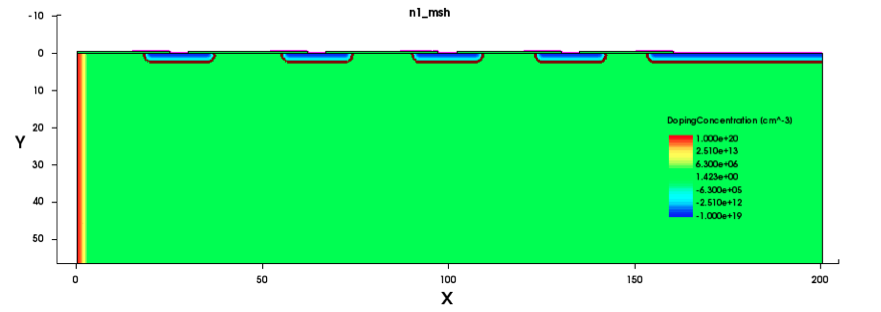 n1_msh
-10
0
10
20
30
40
50
Y
DopingConcentration (cm^-3)
1.000e+20
2.510e+13
6.300e+06
1.423e+00
-6.300e+05
-2.510e+12
-1.000e+19
0 50 100 150 200
X